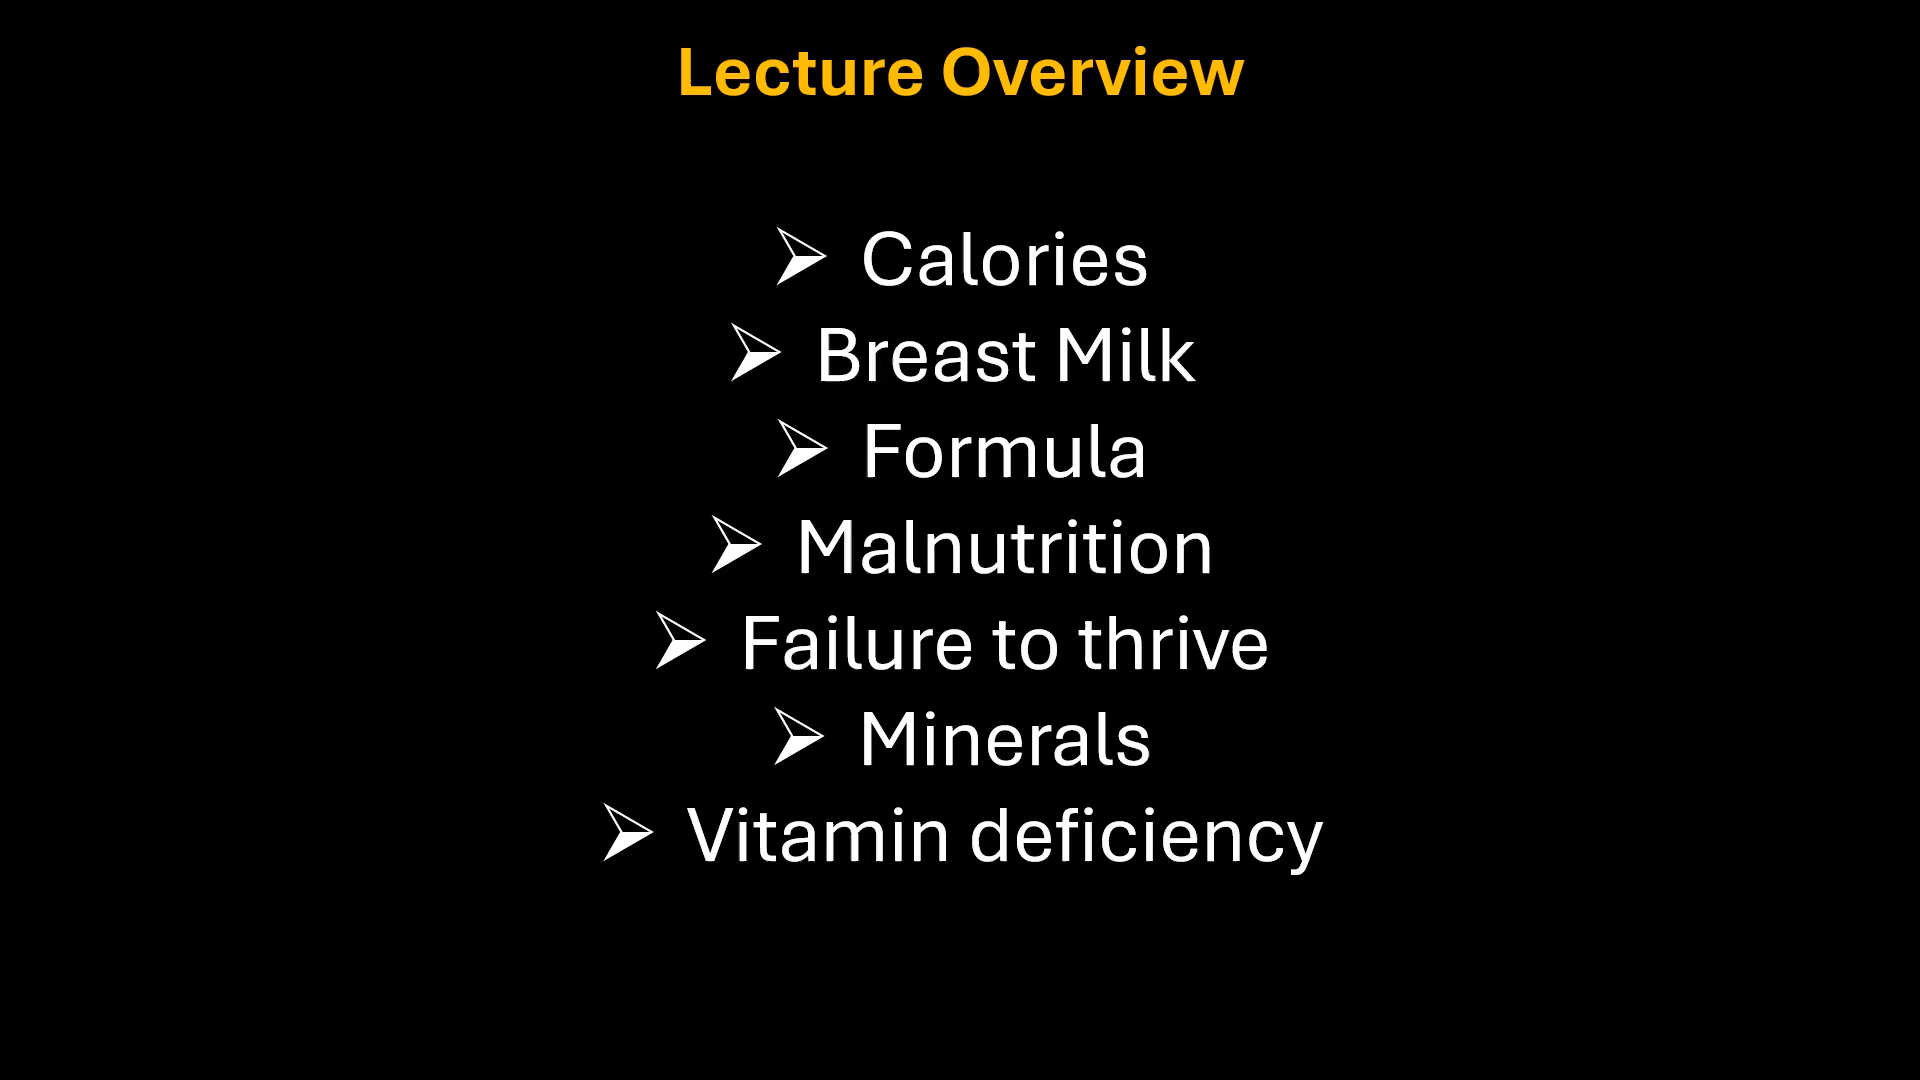 Lecture Overview
➢ Calories
➢ Breast Milk
➢ Formula
➢ Malnutrition
➢ Failure to thrive
➢ Minerals
➢ Vitamin deficiency